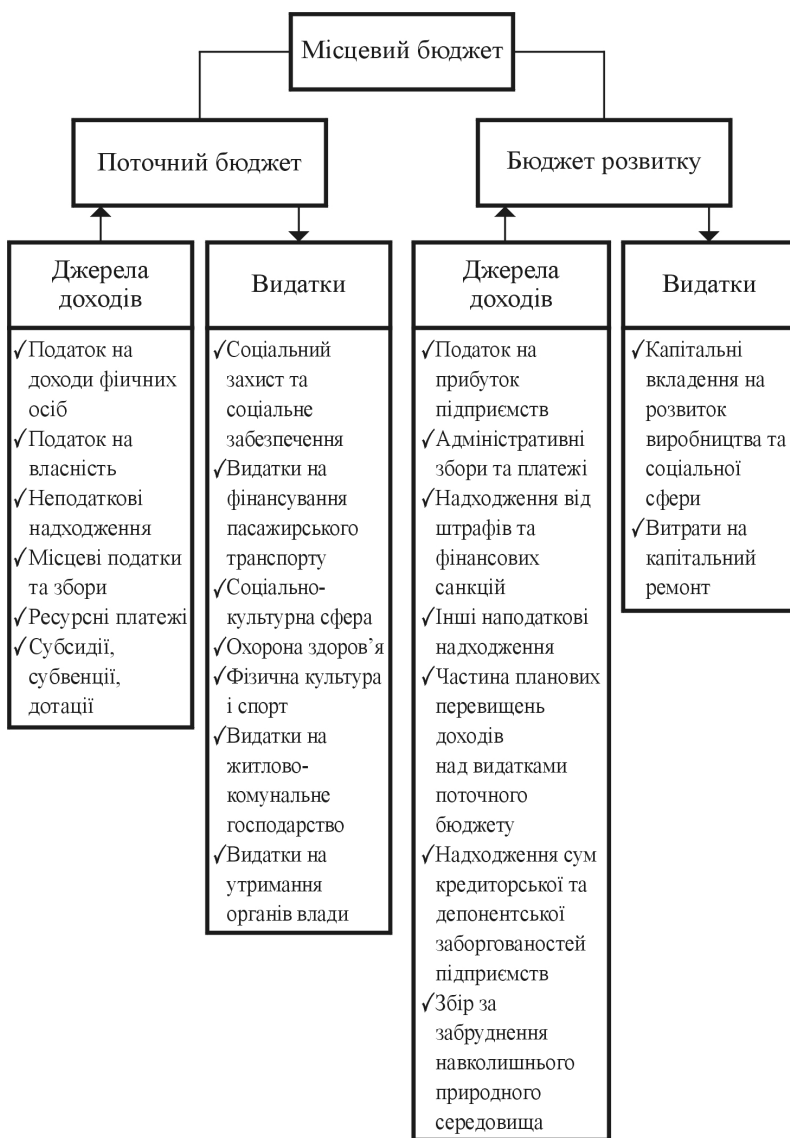 Місцевий бюджет
Поточний бюджет
Бюджет розвитку
Джерела
доходів
✓Податок на
доходи фіичних
осіб
✓Податок на
власність
✓Неподаткові
надходження
✓Місцеві податки
та збори
✓Ресурсні платежі
✓Субсидії,
субвенції,
дотації
Видатки
✓Соціальний
захист та
соціальне
забезпечення
✓Видатки на
фінансування
пасажирського
транспорту
✓Соціально-
культурна сфера
✓Охорона здоров’я
✓Фізична культура
і спорт
✓Видатки на
житлово-
комунальне
господарство
✓Видатки на
утримання
органів влади
Джерела
доходів
✓Податок на
прибуток
підприємств
✓Адміністративні
збори та платежі
✓Надходження від
штрафів та
фінансових
санкцій
✓Інші наподаткові
надходження
✓Частина планових
перевищень
доходів
над видатками
поточного
бюджету
✓Надходження сум
кредиторської та
депонентської
заборгованостей
підприємств
✓Збір за
забруднення
навколишнього
природного
середовища
Видатки
✓Капітальні
вкладення на
розвиток
виробництва та
соціальної
сфери
✓Витрати на
капітальний
ремонт